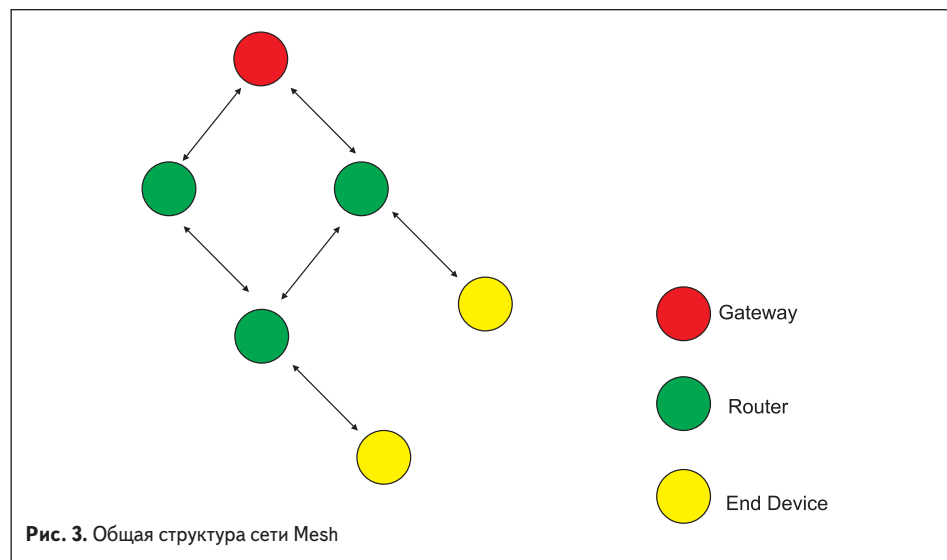 Gateway
Router
End Device
Рис. 3. Общая структура сети Mesh